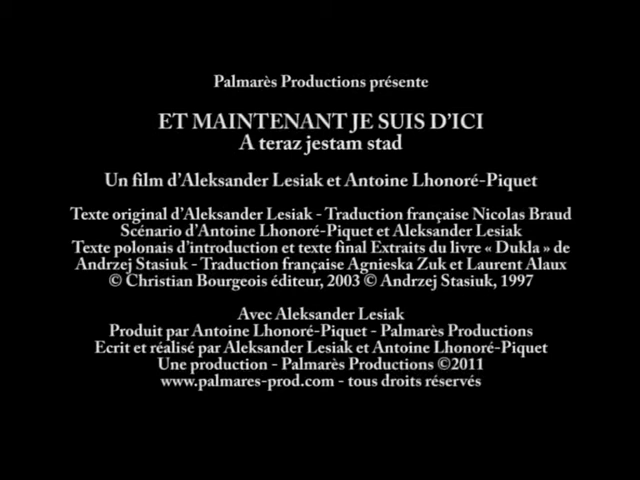 Palmarès Productions présente
ET MAINTENANT JE SUIS D'ICI
A teraz jestam stad
Un film d'Aleksander Lesiak et Antoine Lhonoré-Piquet
Texte original d'Aleksander Lesiak - Traduction française Nicolas Braud
Scénario d'Antoine Lhonoré-Piquet et Aleksander Lesiak
Texte polonais d'introduction et texte final Extraits du livre « Dukla » de
Andrzej Stasiuk - Traduction française Agnieska Zuk et Laurent Alaux
© Christian Bourgeois éditeur, 2003 © Andrzej Stasiuk, 1997
Avec Aleksander Lesiak
Produit par Antoine Lhonoré-Piquet - Palmarès Productions
Ecrit et réalisé par Aleksander Lesiak et Antoine Lhonoré-Piquet
Une production - Palmarès Productions ©2011
www.palmares-prod.com - tous droits réservés